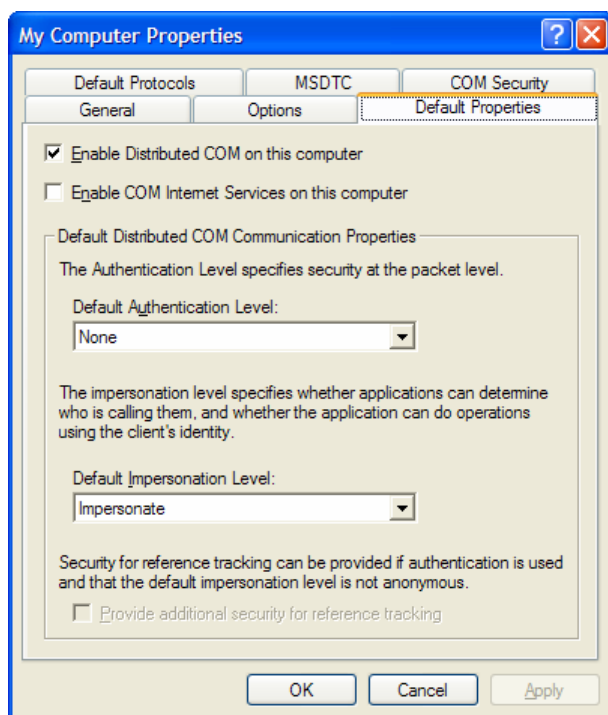 My Computer Properties
Default Protocols MSDTC COM Security
General Options Default Properties
Enable Distributed COM on this computer
Enable COM Internet Services on this computer
Default Distributed COM Communication Properties
The Authentication Level specifies security at the packet level.
Default Authentication Level:
None
The impersonation level specifies whether applications can determine
who is calling them, and whether the application can do operations
using the client's identity.
Default Impersonation Level:
Impersonate
Security for reference tracking can be provided if authentication is used
and that the default impersonation level is not anonymous.
Provide additional security for reference tracking
OK Cancel Apply